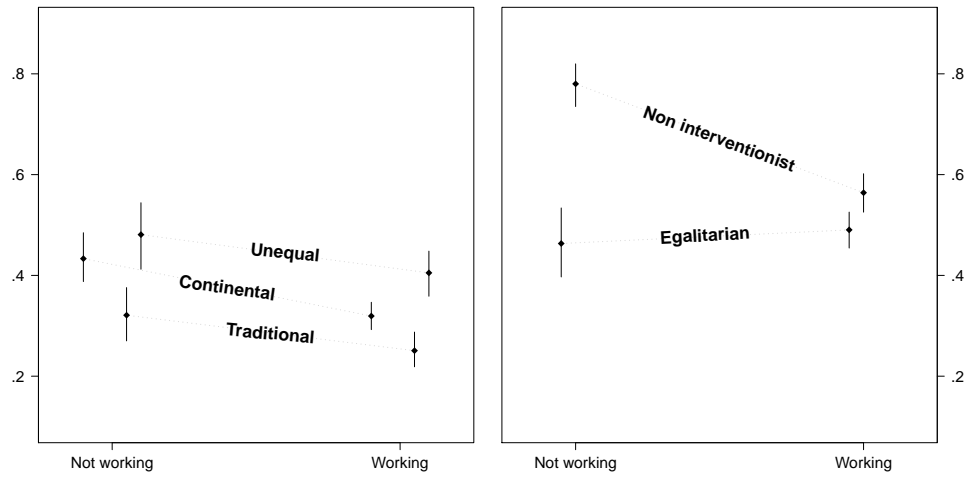 .8
.6
.4
.2
Unequal
Continental
Traditional
Not working
Working
Non interventionist
Egalitarian
.8
.6
.4
.2
Not working
Working